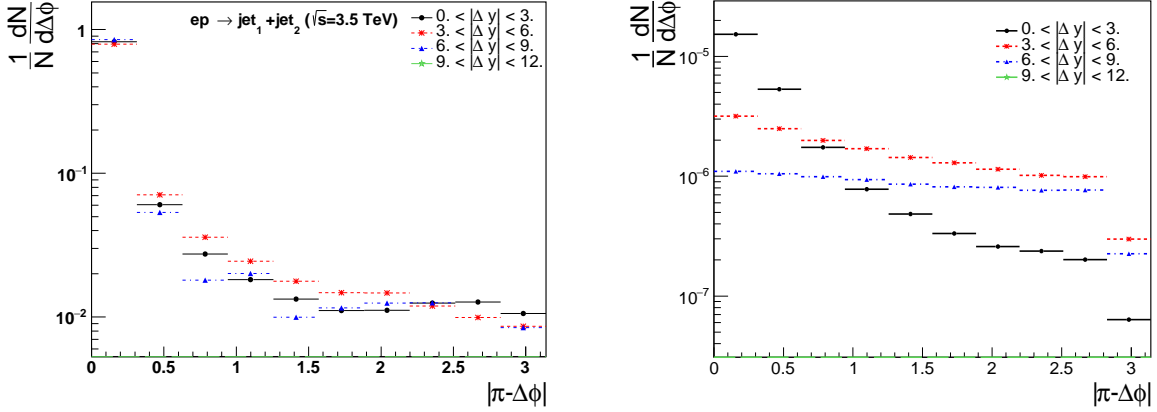 1/N dN/dΔϕ
ep → jet₁+jet₂ (√s=3.5 TeV)
0. < |Δ y| < 3.
3. < |Δ y| < 6.
6. < |Δ y| < 9.
9. < |Δ y| < 12.
1
10⁻¹
10⁻²
0 0.5 1 1.5 2 2.5 3
|π-Δϕ|
1/N dN/dΔϕ
0. < |Δ y| < 3.
3. < |Δ y| < 6.
6. < |Δ y| < 9.
9. < |Δ y| < 12.
10⁻⁵
10⁻⁶
10⁻⁷
0 0.5 1 1.5 2 2.5 3
|π-Δϕ|